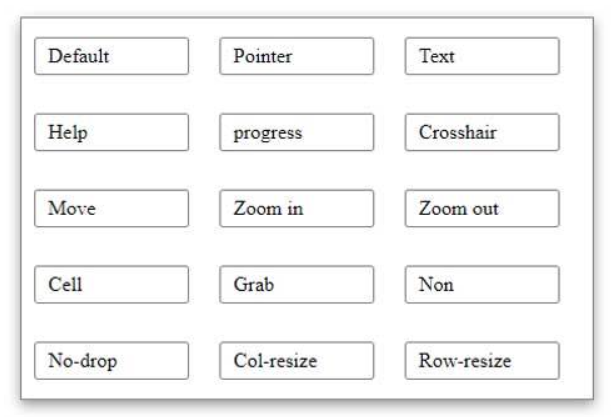 Default Pointer Text
Help progress Crosshair
Move Zoom in Zoom out
Cell Grab Non
No-drop Col-resize Row-resize